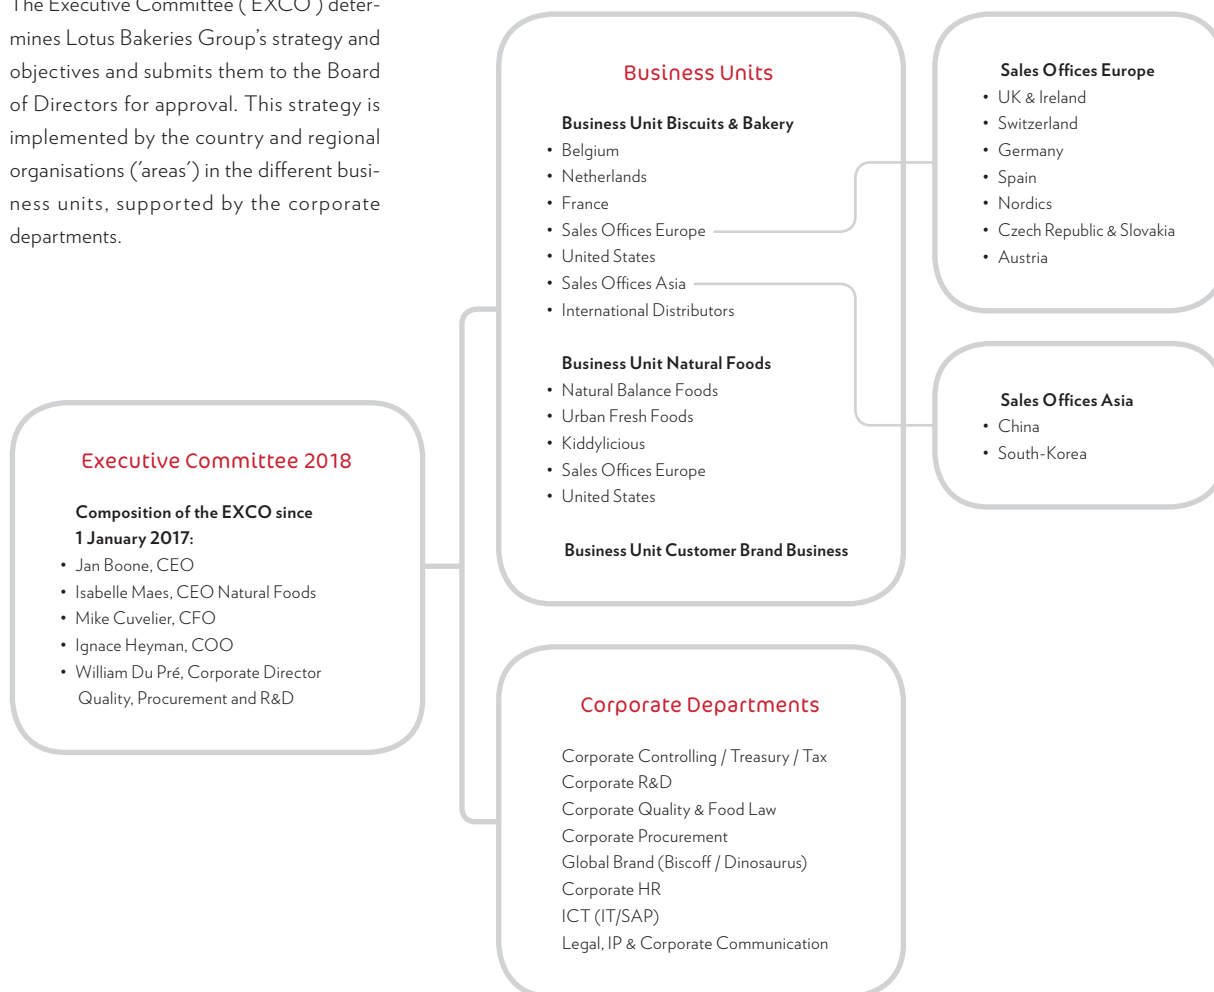 The Executive Committee ('EXCO') deter-
mines Lotus Bakeries Group's strategy and
objectives and submits them to the Board
of Directors for approval. This strategy is
implemented by the country and regional
organisations ('areas') in the different busi-
ness units, supported by the corporate
departments.
Executive Committee 2018
Composition of the EXCO since
1 January 2017:
• Jan Boone, CEO
• Isabelle Maes, CEO Natural Foods
• Mike Cuvelier, CFO
• Ignace Heyman, COO
• William Du Pré, Corporate Director
Quality, Procurement and R&D
Business Units
Business Unit Biscuits & Bakery
• Belgium
• Netherlands
• France
• Sales Offices Europe
• United States
• Sales Offices Asia
• International Distributors
Business Unit Natural Foods
• Natural Balance Foods
• Urban Fresh Foods
• Kiddylicious
• Sales Offices Europe
• United States
Business Unit Customer Brand Business
Sales Offices Europe
• UK & Ireland
• Switzerland
• Germany
• Spain
• Nordics
• Czech Republic & Slovakia
• Austria
Sales Offices Asia
• China
• South-Korea
Corporate Departments
Corporate Controlling / Treasury / Tax
Corporate R&D
Corporate Quality & Food Law
Corporate Procurement
Global Brand (Biscoff / Dinosaurus)
Corporate HR
ICT (IT/SAP)
Legal, IP & Corporate Communication